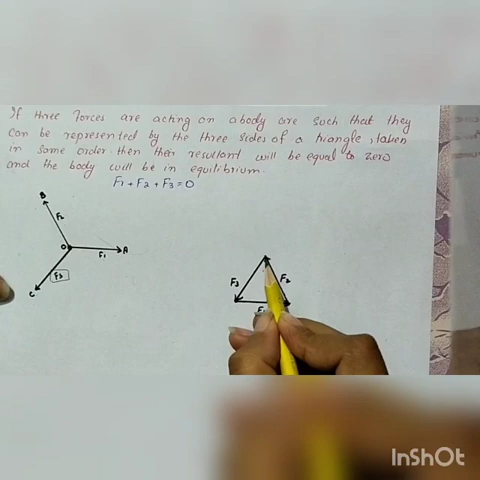 If three Forces are acting on a body are such that they
can be represented by the three sides of a triangle, taken
in same order. then their resultant will be equal to zero
and the body will be in equilibrium.
F1 + F2 + F3 = 0
B
F2
O
F1
A
F3
C
F3
F2
InShOt